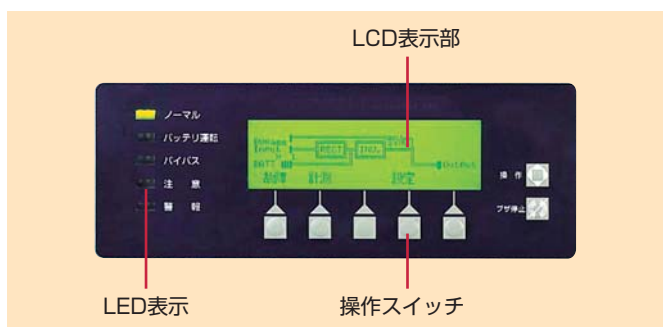 LCD表示部
ノーマル
バッテリ運転
バイパス
注 意
警 報
RECT
INV.
BATT
Output
故障 計測 設定
操 作
ブザ停止
LED表示
操作スイッチ